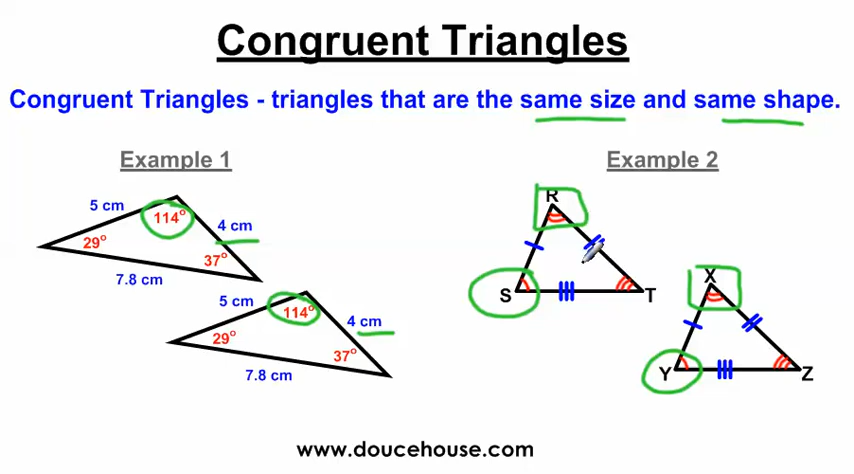 Congruent Triangles
Congruent Triangles - triangles that are the same size and same shape.
Example 1
Example 2
5 cm
114°
4 cm
29°
37°
7.8 cm
5 cm
114°
4 cm
29°
37°
7.8 cm
R
S
T
X
Y
Z
www.doucehouse.com